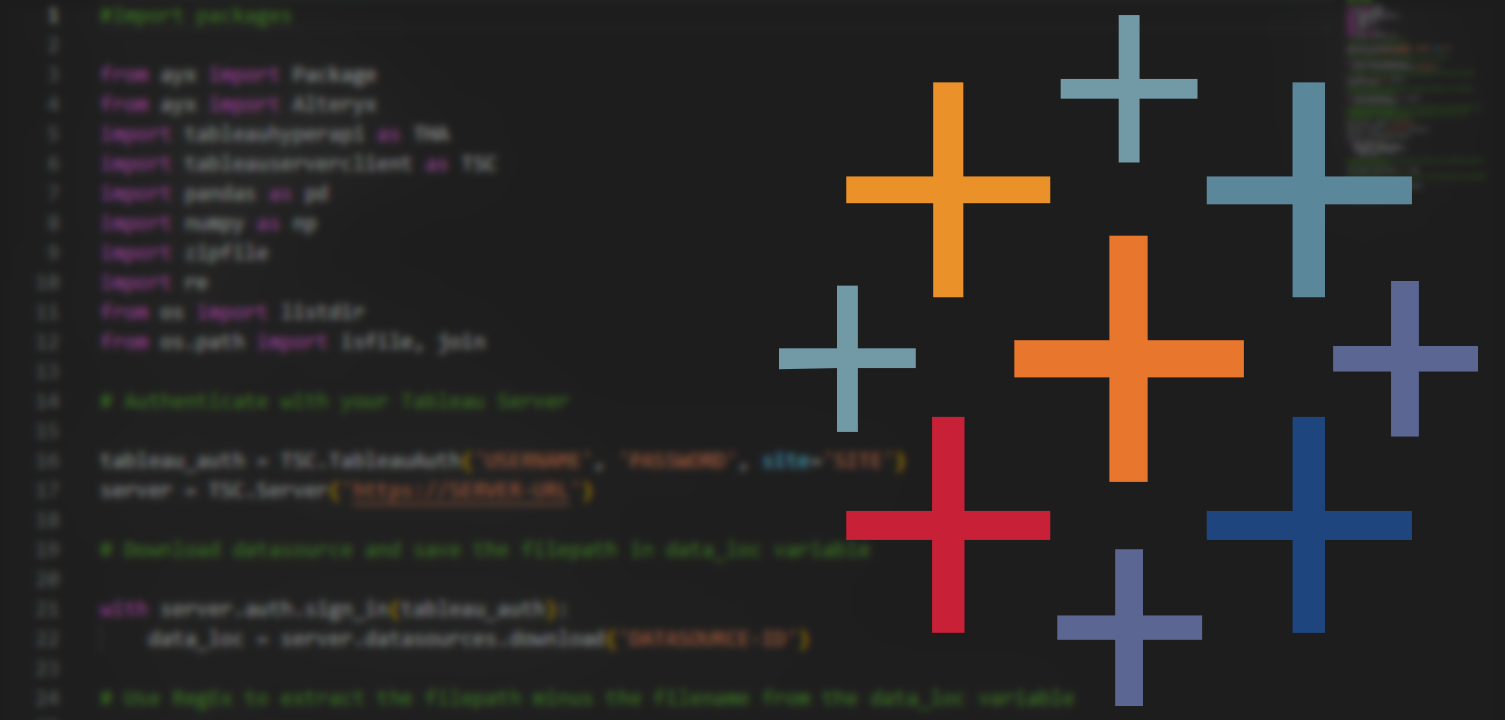 1 #Import packages
2
3 from ayx import Package
4 from ayx import Alteryx
5 import tableauhyperapi as THA
6 import tableauserverclient as TSC
7 import pandas as pd
8 import numpy as np
9 import zipfile
10 import re
11 from os import listdir
12 from os.path import isfile, join
13
14 # Authenticate with your Tableau Server
15
16 tableau_auth = TSC.TableauAuth('USERNAME', 'PASSWORD', site='SITE')
17 server = TSC.Server('https://SERVER-URL')
18
19 # Download datasource and save the filepath in data_loc variable
20
21 with server.auth.sign_in(tableau_auth):
22 data_loc = server.datasources.download('DATASOURCE-ID')
23
24 # Use RegEx to extract the filepath minus the filename from the data_loc variable